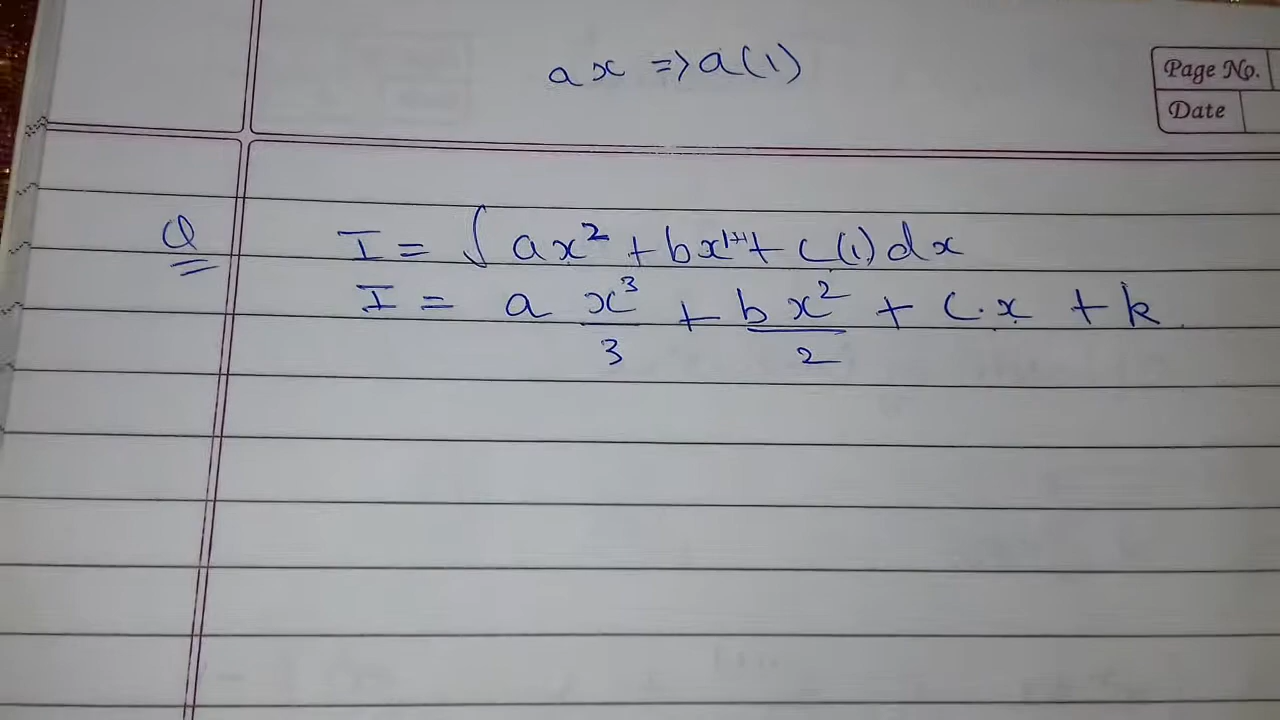 ax => a(1)
Page No.
Date
Q I = ∫ ax² + bx¹⁺¹ + c(1) dx
I = a x³/3 + b x²/2 + c.x + k